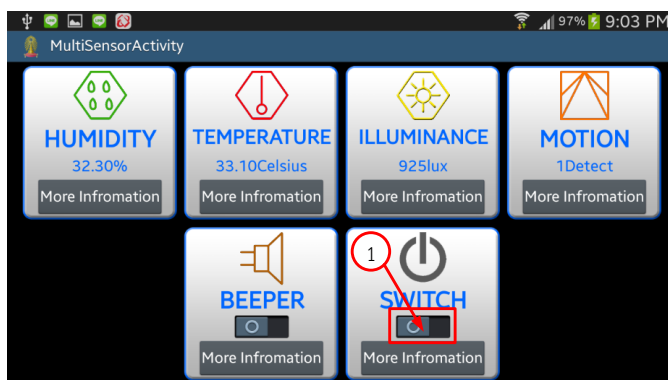 97% 9:03 PM
MultiSensorActivity
HUMIDITY
32.30%
More Infromation
TEMPERATURE
33.10Celsius
More Infromation
ILLUMINANCE
925lux
More Infromation
MOTION
1Detect
More Infromation
BEEPER
More Infromation
1
SWITCH
More Infromation